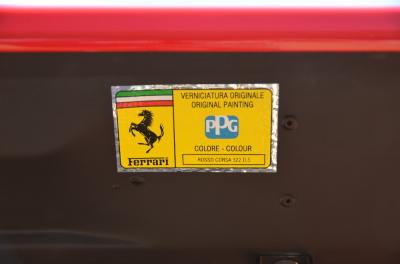 VERNICIATURA ORIGINALE
ORIGINAL PAINTING
PPG
COLORE - COLOUR
ROSSO CORSA 322 D.S.
Ferrari